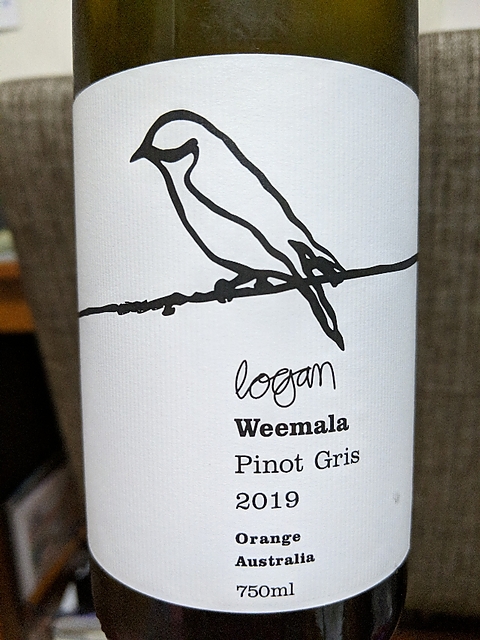 logan
Weemala
Pinot Gris
2019
Orange
Australia
750ml